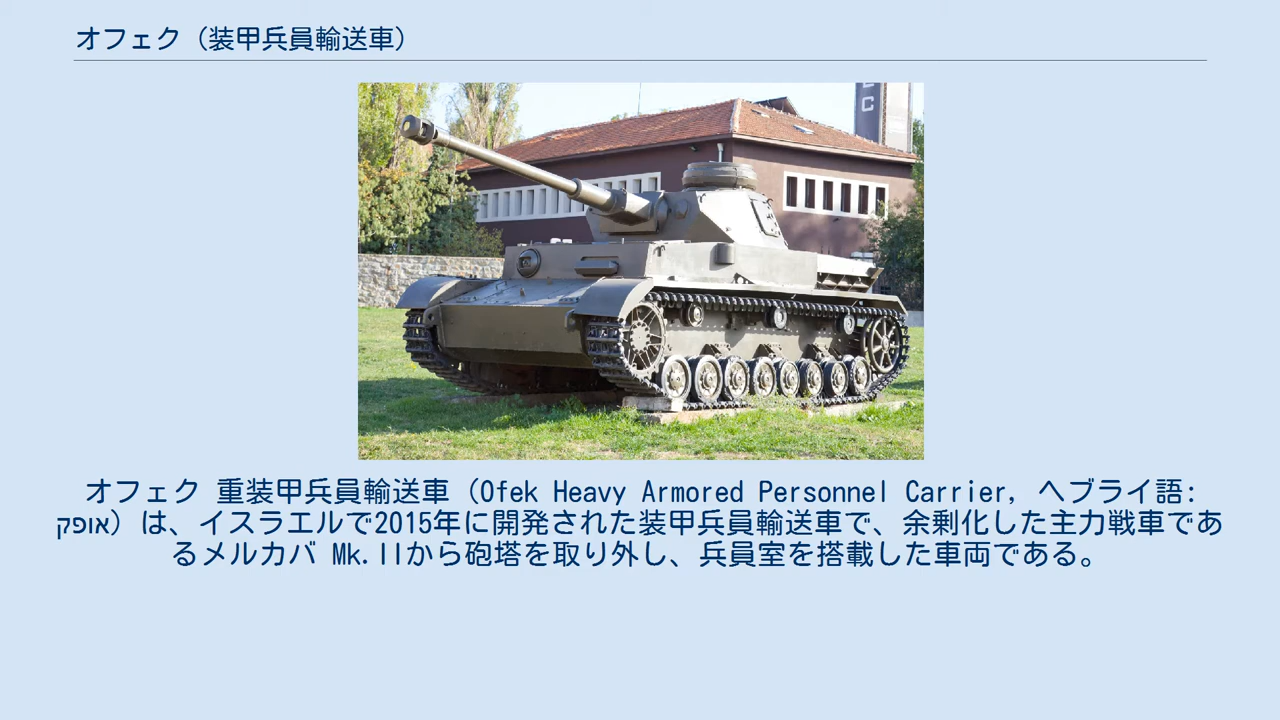 オフェク（装甲兵員輸送車）
C
オフェク 重装甲兵員輸送車（Ofek Heavy Armored Personnel Carrier, ヘブライ語:
אופק）は、イスラエルで2015年に開発された装甲兵員輸送車で、余剰化した主力戦車であ
るメルカバ Mk.IIから砲塔を取り外し、兵員室を搭載した車両である。